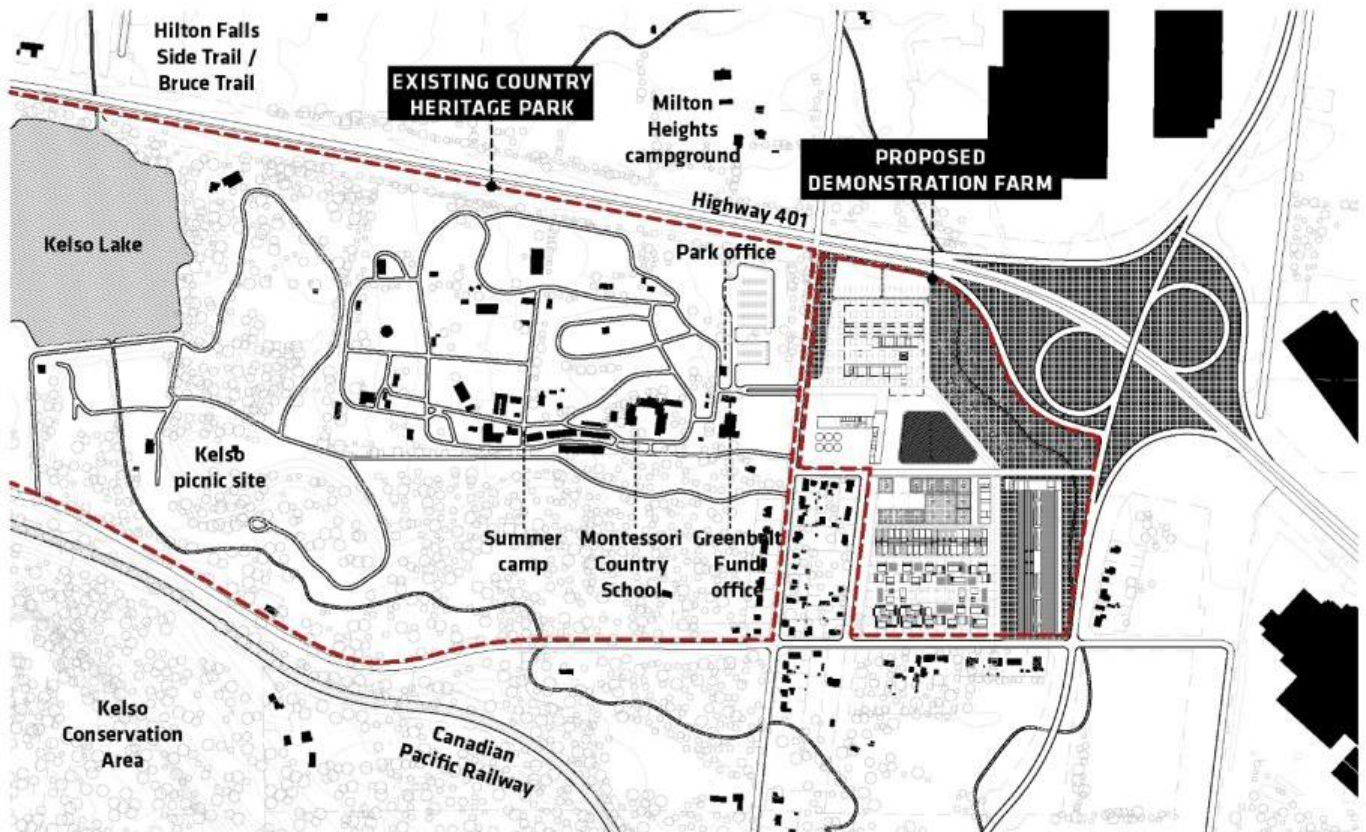 Hilton Falls
Side Trail /
Bruce Trail
EXISTING COUNTRY
HERITAGE PARK
Milton
Heights
campground
PROPOSED
DEMONSTRATION FARM
Highway 401
Kelso Lake
Park office
Kelso
picnic site
Summer
camp
Montessori
Country
School
Greenbelt
Fund
office
Kelso
Conservation
Area
Canadian
Pacific Railway